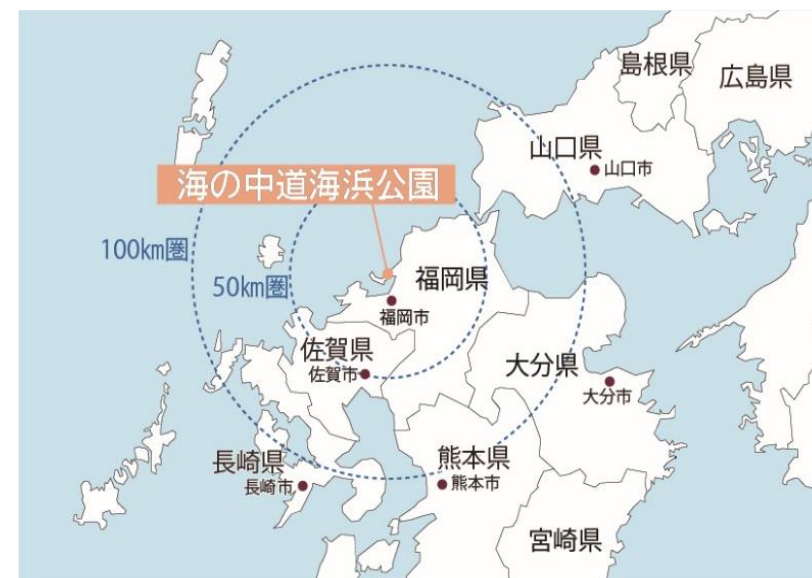 島根県
広島県
山口県
山口市
海の中道海浜公園
100㎞圏
50㎞圏
福岡県
福岡市
佐賀県
佐賀市
大分県
大分市
長崎県
長崎市
熊本県
熊本市
宮崎県